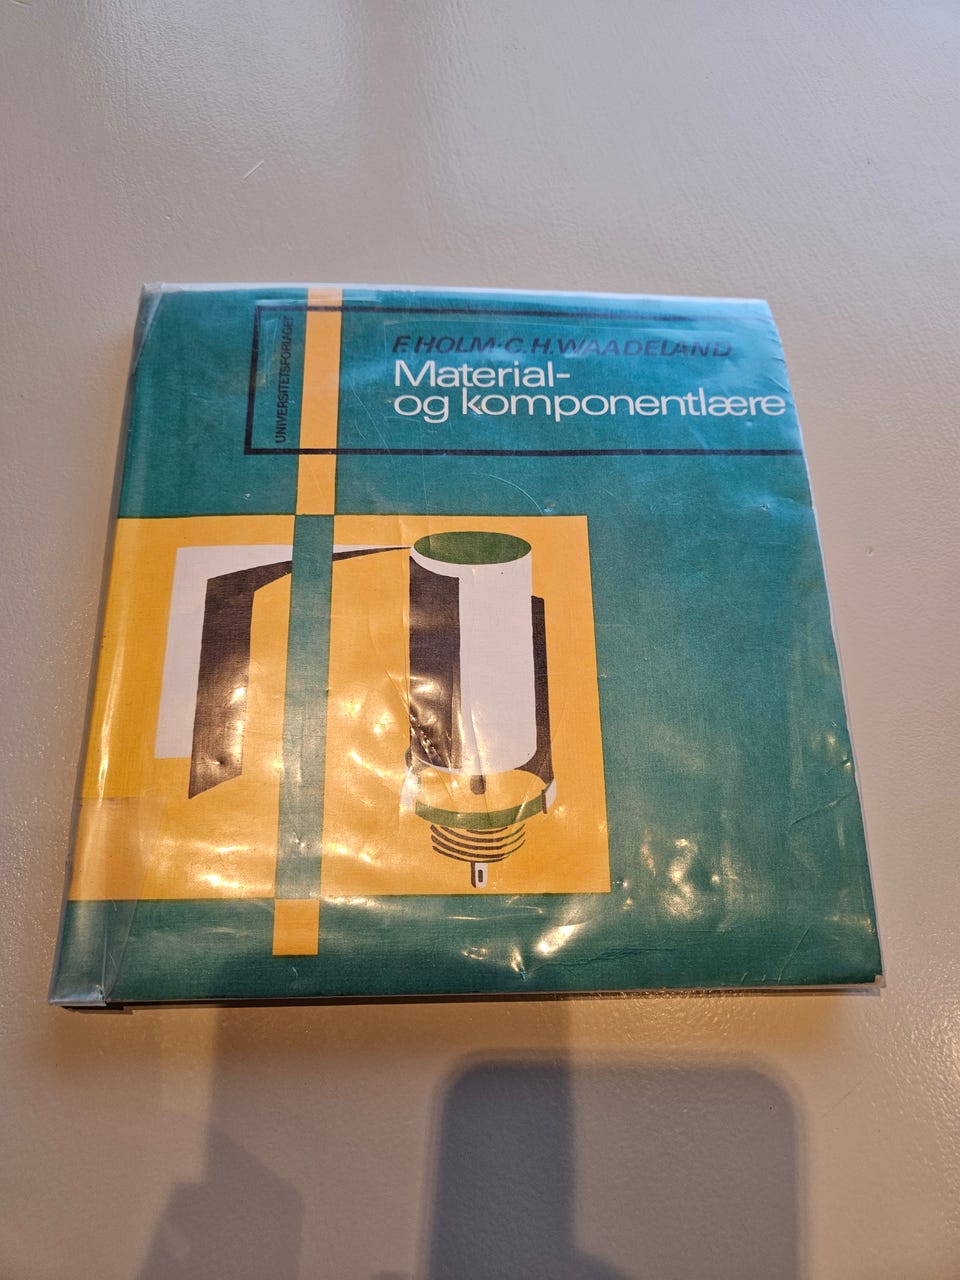 F. HOLM·C.H. WAADELAND
Material-
og komponentlære
UNIVERSITETSFORLAGET